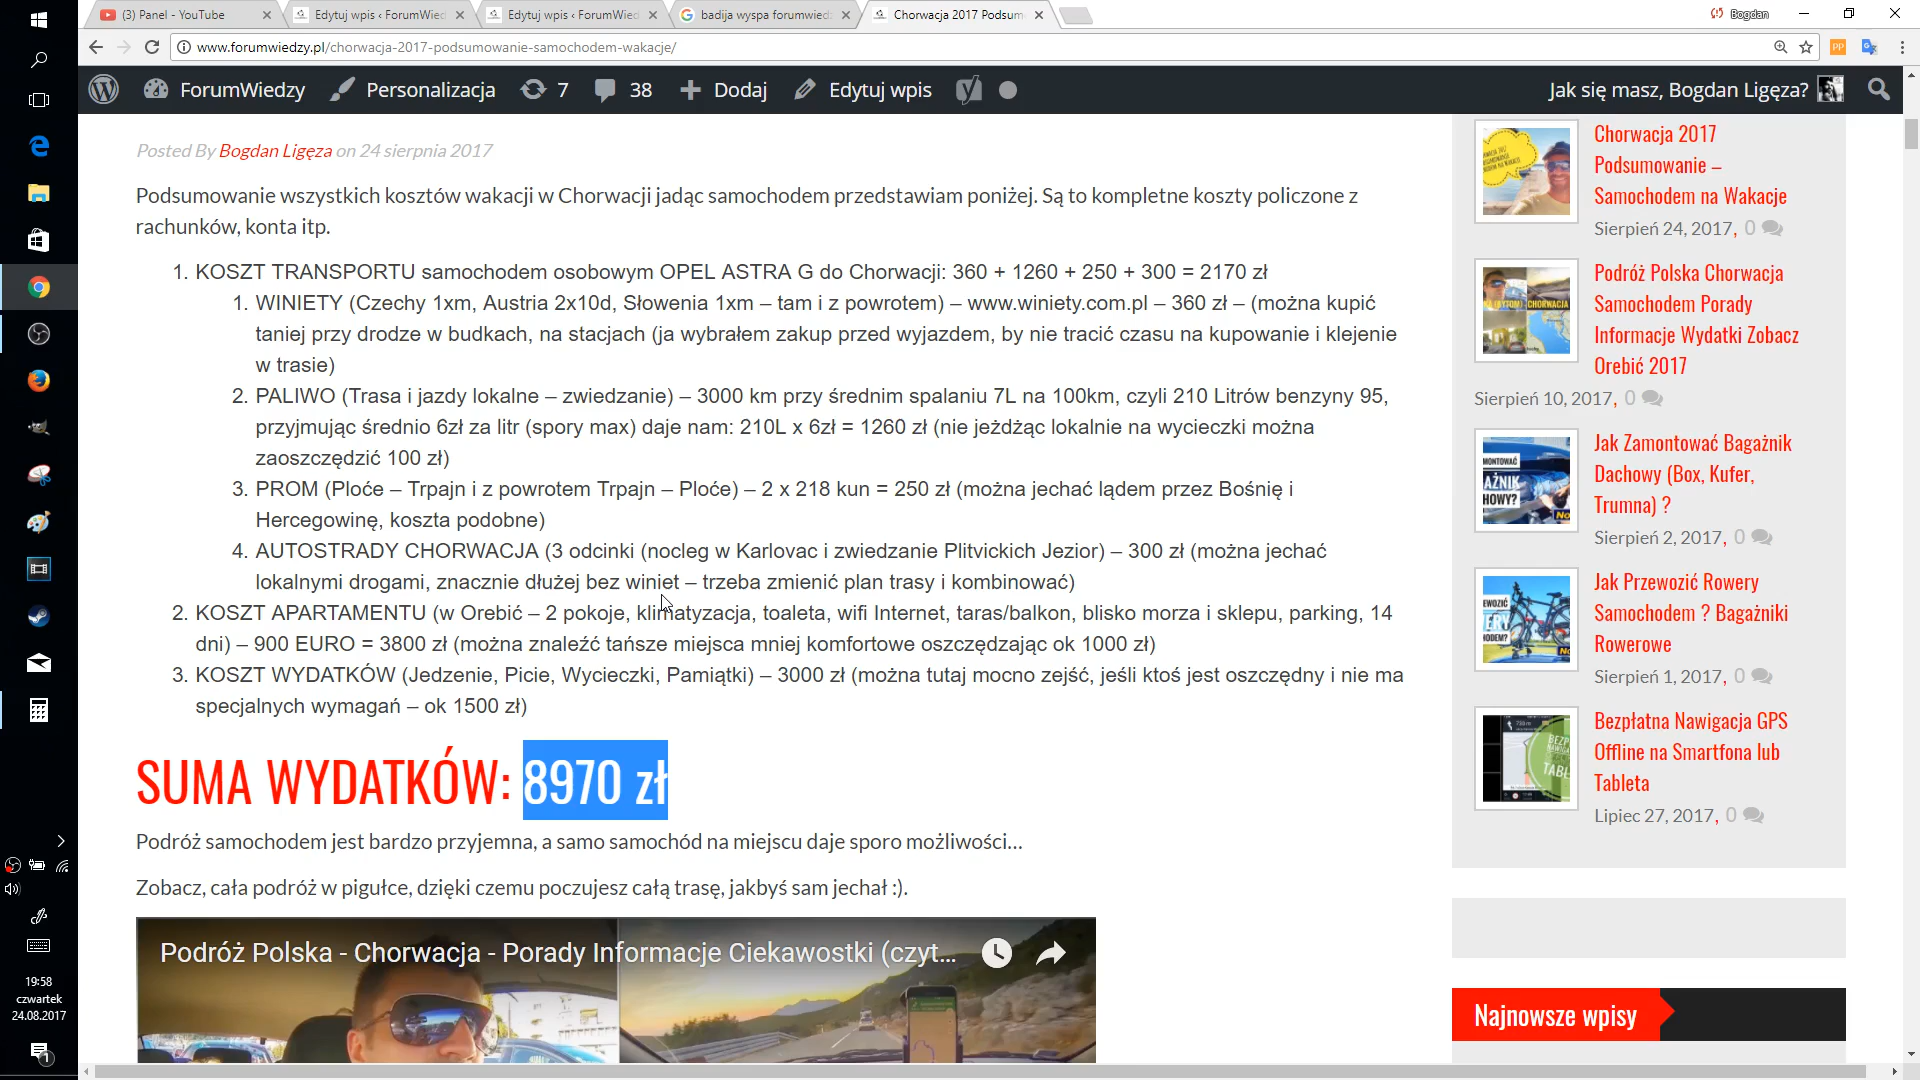 (3) Panel - YouTube
Edytuj wpis ‹ ForumWied
Edytuj wpis ‹ ForumWied
badija wyspa forumwied
Chorwacja 2017 Podsum
Bogdan
www.forumwiedzy.pl/chorwacja-2017-podsumowanie-samochodem-wakacje/
ForumWiedzy
Personalizacja
7
38
Dodaj
Edytuj wpis
Jak się masz, Bogdan Ligęza?
Posted By Bogdan Ligęza on 24 sierpnia 2017
Podsumowanie wszystkich kosztów wakacji w Chorwacji jadąc samochodem przedstawiam poniżej. Są to kompletne koszty policzone z
rachunków, konta itp.
1. KOSZT TRANSPORTU samochodem osobowym OPEL ASTRA G do Chorwacji: 360 + 1260 + 250 + 300 = 2170 zł
1. WINIETY (Czechy 1xm, Austria 2x10d, Słowenia 1xm – tam i z powrotem) – www.winiety.com.pl – 360 zł – (można kupić
taniej przy drodze w budkach, na stacjach (ja wybrałem zakup przed wyjazdem, by nie tracić czasu na kupowanie i klejenie
w trasie)
2. PALIWO (Trasa i jazdy lokalne – zwiedzanie) – 3000 km przy średnim spalaniu 7L na 100km, czyli 210 Litrów benzyny 95,
przyjmując średnio 6zł za litr (spory max) daje nam: 210L x 6zł = 1260 zł (nie jeżdżąc lokalnie na wycieczki można
zaoszczędzić 100 zł)
3. PROM (Ploće – Trpajn i z powrotem Trpajn – Ploće) – 2 x 218 kun = 250 zł (można jechać lądem przez Bośnię i
Hercegowinę, koszta podobne)
4. AUTOSTRADY CHORWACJA (3 odcinki (nocleg w Karlovac i zwiedzanie Plitvickich Jezior) – 300 zł (można jechać
lokalnymi drogami, znacznie dłużej bez winiet – trzeba zmienić plan trasy i kombinować)
2. KOSZT APARTAMENTU (w Orebić – 2 pokoje, klimatyzacja, toaleta, wifi Internet, taras/balkon, blisko morza i sklepu, parking, 14
dni) – 900 EURO = 3800 zł (można znaleźć tańsze miejsca mniej komfortowe oszczędzając ok 1000 zł)
3. KOSZT WYDATKÓW (Jedzenie, Picie, Wycieczki, Pamiątki) – 3000 zł (można tutaj mocno zejść, jeśli ktoś jest oszczędny i nie ma
specjalnych wymagań – ok 1500 zł)
SUMA WYDATKÓW: 8970 zł
Podróż samochodem jest bardzo przyjemna, a samo samochód na miejscu daje sporo możliwości...
Zobacz, cała podróż w pigułce, dzięki czemu poczujesz całą trasę, jakbyś sam jechał :).
Podróż Polska - Chorwacja - Porady Informacje Ciekawostki (czyt...
Chorwacja 2017
Podsumowanie –
Samochodem na Wakacje
Sierpień 24, 2017, 0
Podróż Polska Chorwacja
Samochodem Porady
Informacje Wydatki Zobacz
Orebić 2017
Sierpień 10, 2017, 0
Jak Zamontować Bagażnik
Dachowy (Box, Kufer,
Trumna) ?
Sierpień 2, 2017, 0
Jak Przewozić Rowery
Samochodem ? Bagażniki
Rowerowe
Sierpień 1, 2017, 0
Bezpłatna Nawigacja GPS
Offline na Smartfona lub
Tableta
Lipiec 27, 2017, 0
Najnowsze wpisy
19:58
czwartek
24.08.2017
1